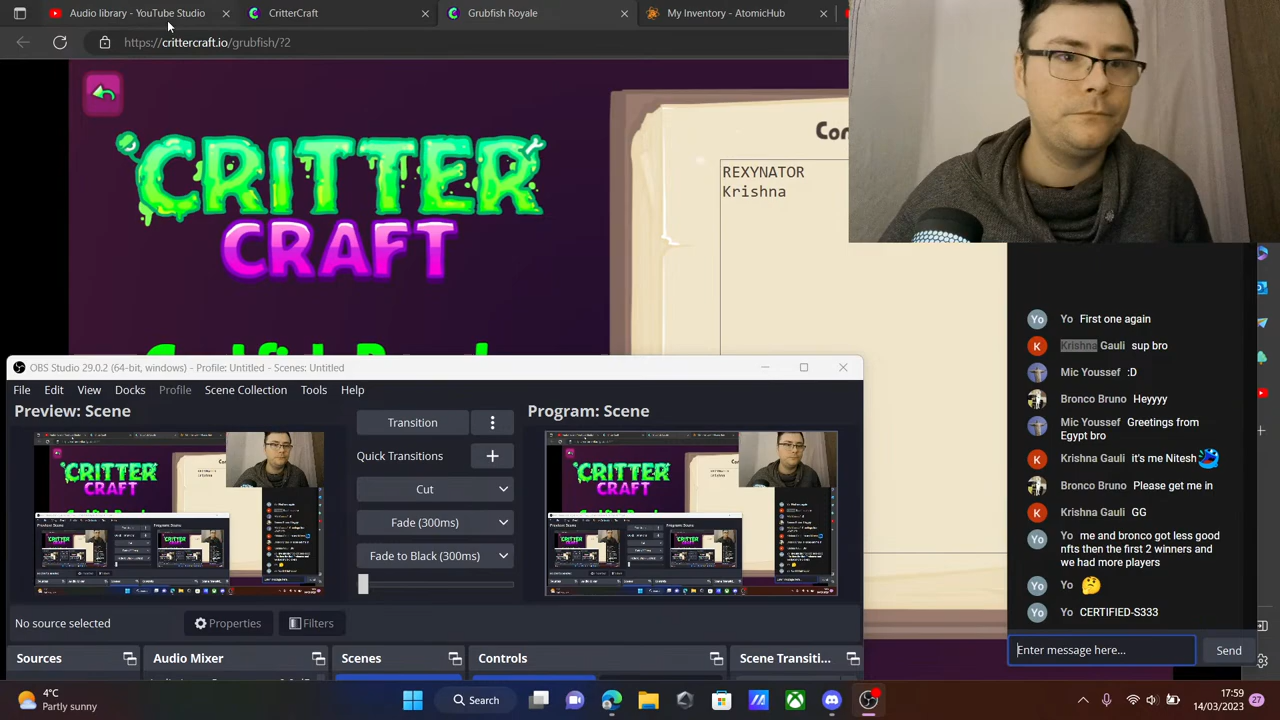 Audio library - YouTube Studio
CritterCraft
Grubfish Royale
My Inventory - AtomicHub
https://crittercraft.io/grubfish/?2
CRITTER
CRAFT
REXYNATOR
Krishna
Yo First one again
Krishna Gauli sup bro
Mic Youssef :D
Bronco Bruno Heyyyy
Mic Youssef Greetings from
Egypt bro
Krishna Gauli it's me Nitesh
Bronco Bruno Please get me in
Krishna Gauli GG
Yo me and bronco got less good
nfts then the first 2 winners and
we had more players
Yo 🤔
Yo CERTIFIED-S333
Enter message here...
Send
OBS Studio 29.0.2 (64-bit, windows) - Profile: Untitled - Scenes: Untitled
File Edit View Docks Profile Scene Collection Tools Help
Preview: Scene
Program: Scene
Transition
Quick Transitions
Cut
Fade (300ms)
Fade to Black (300ms)
No source selected
Properties
Filters
Sources
Audio Mixer
Scenes
Controls
Scene Transiti...
4°C
Partly sunny
Search
17:59
14/03/2023
27